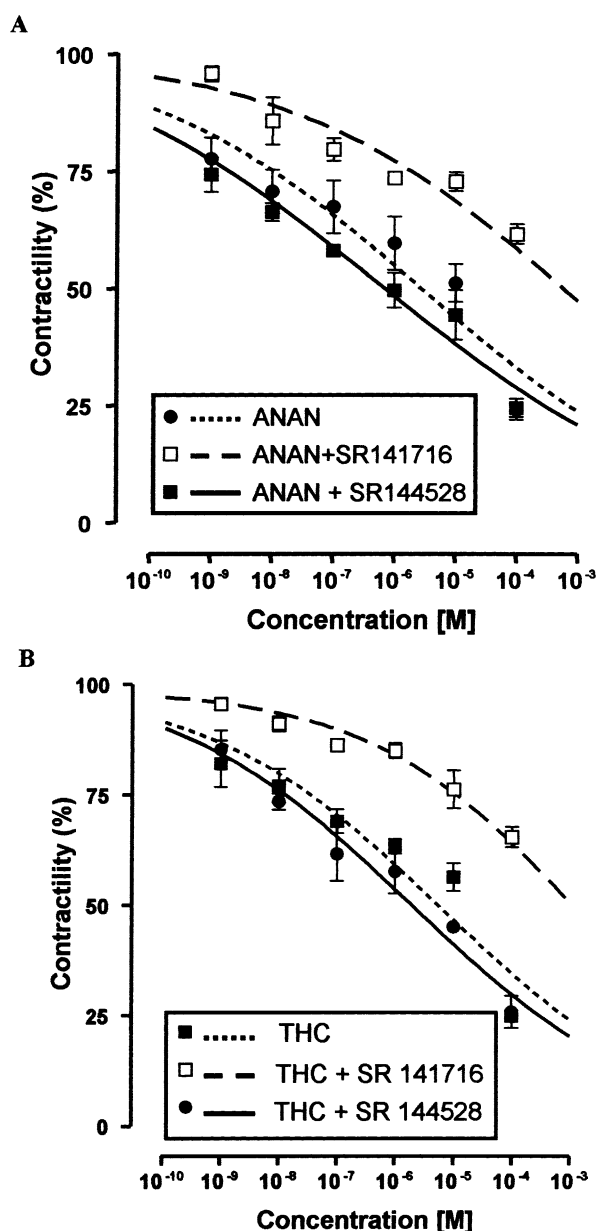 A
100
75
50
25
0
Contractility (%)
ANAN
ANAN+SR141716
ANAN + SR144528
10⁻¹⁰ 10⁻⁹ 10⁻⁸ 10⁻⁷ 10⁻⁶ 10⁻⁵ 10⁻⁴ 10⁻³
Concentration [M]
B
100
75
50
25
0
Contractility (%)
THC
THC + SR 141716
THC + SR 144528
10⁻¹⁰ 10⁻⁹ 10⁻⁸ 10⁻⁷ 10⁻⁶ 10⁻⁵ 10⁻⁴ 10⁻³
Concentration [M]